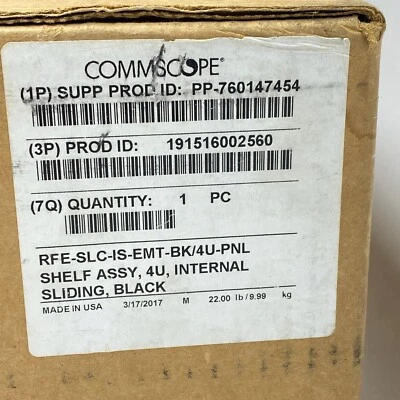 COMMSCOPE®
(1P) SUPP PROD ID: PP-760147454
(3P) PROD ID: 191516002560
(7Q) QUANTITY: 1 PC
RFE-SLC-IS-EMT-BK/4U-PNL
SHELF ASSY, 4U, INTERNAL
SLIDING, BLACK
MADE IN USA 3/17/2017 M 22.00 lb / 9.99 kg